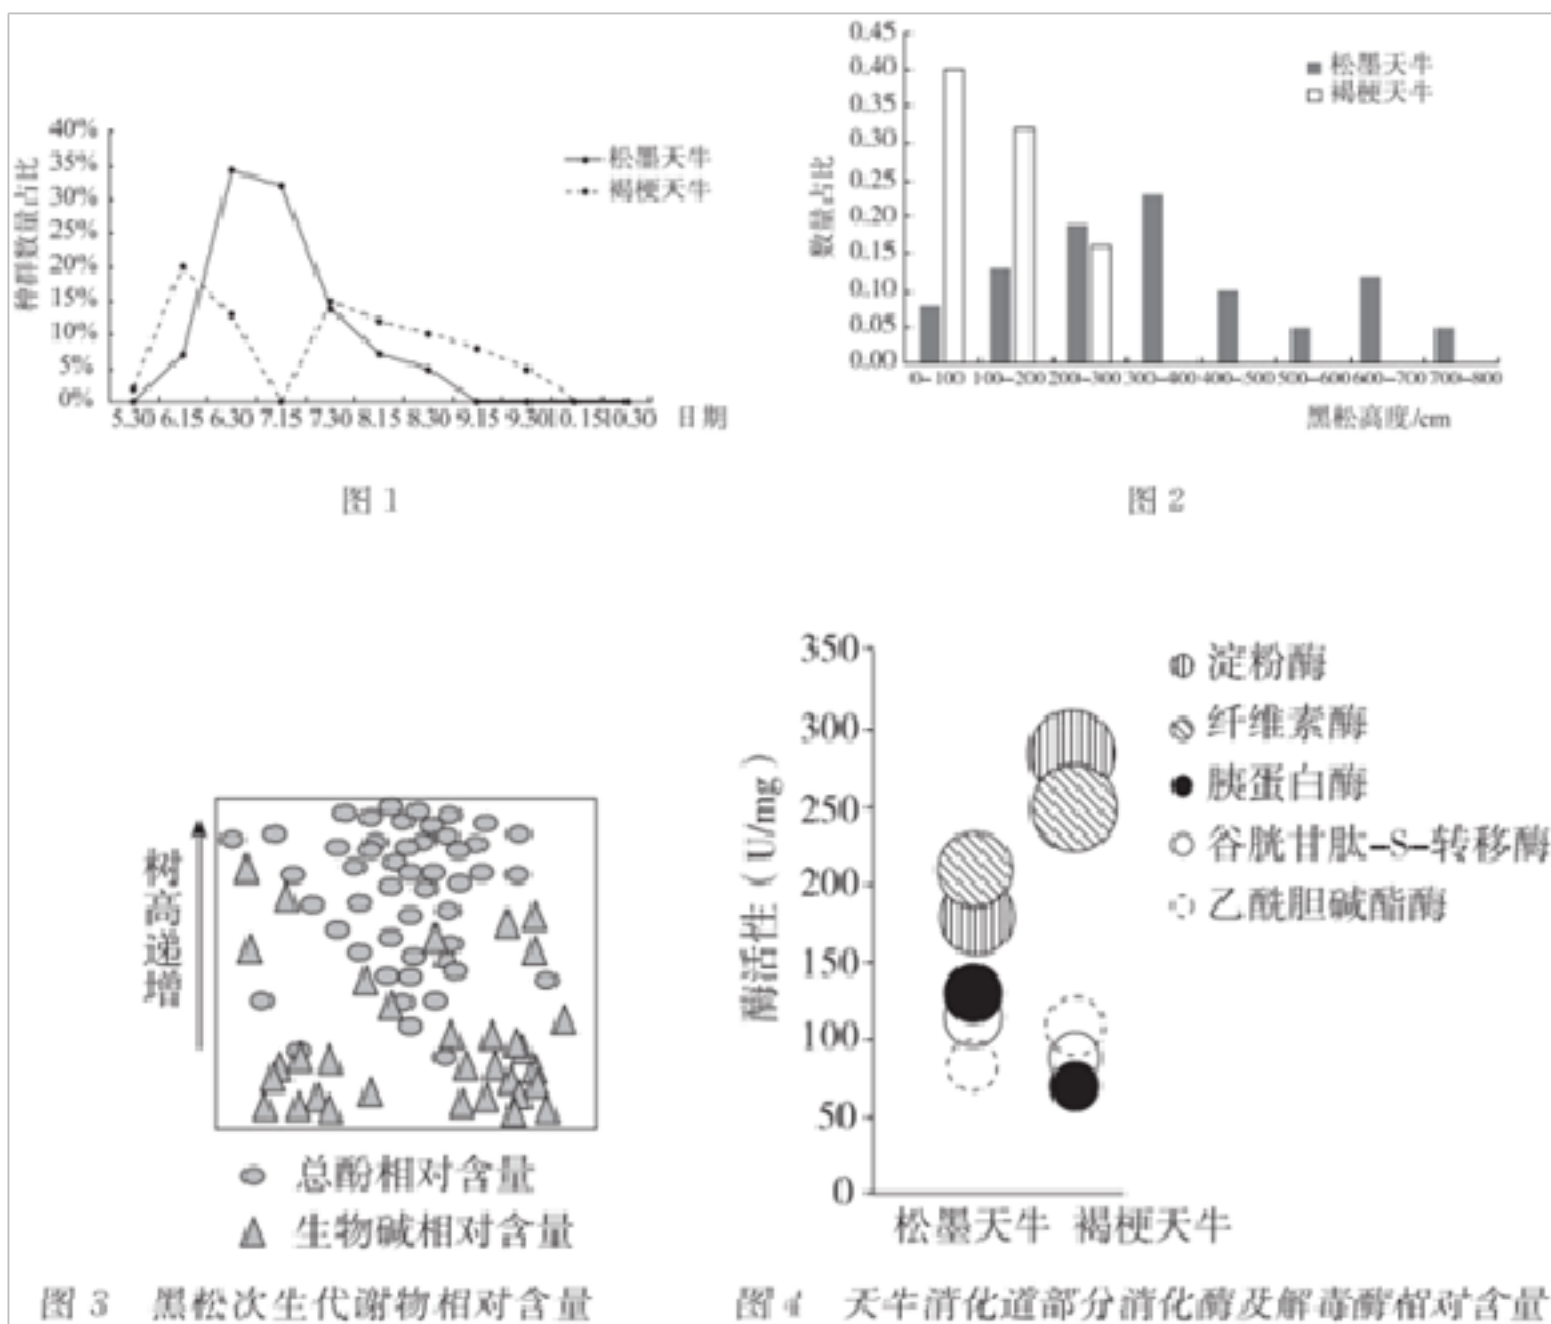 40%
35%
30%
25%
20%
15%
10%
5%
0%
种群数量占比
松墨天牛
褐梗天牛
5.30 6.15 6.30 7.15 7.30 8.15 8.30 9.15 9.30 10.15 10.30 日期
图1
0.45
0.40
0.35
0.30
0.25
0.20
0.15
0.10
0.05
0.00
数量占比
松墨天牛
褐梗天牛
0-100 100-200 200-300 300-400 400-500 500-600 600-700 700-800
黑松高度/cm
图2
树高递增
总酚相对含量
生物碱相对含量
图3 黑松次生代谢物相对含量
350
300
250
200
150
100
50
0
酶活性(U/mg)
淀粉酶
纤维素酶
胰蛋白酶
谷胱甘肽-S-转移酶
乙酰胆碱酯酶
松墨天牛 褐梗天牛
图4 天牛消化道部分消化酶及解毒酶相对含量